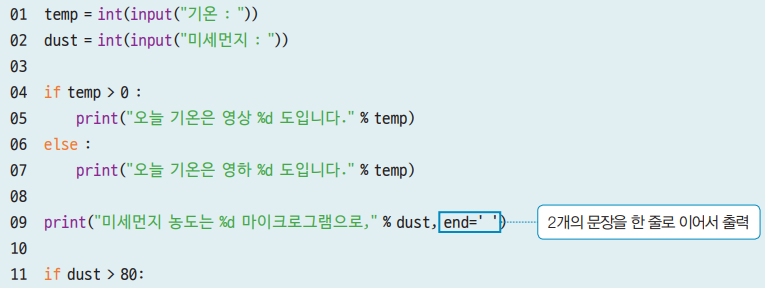 01 temp = int(input("기온 : "))
02 dust = int(input("미세먼지 : "))
03
04 if temp > 0 :
05 print("오늘 기온은 영상 %d 도입니다." % temp)
06 else :
07 print("오늘 기온은 영하 %d 도입니다." % temp)
08
09 print("미세먼지 농도는 %d 마이크로그램으로," % dust, end=' ') 2개의 문장을 한 줄로 이어서 출력
10
11 if dust > 80: